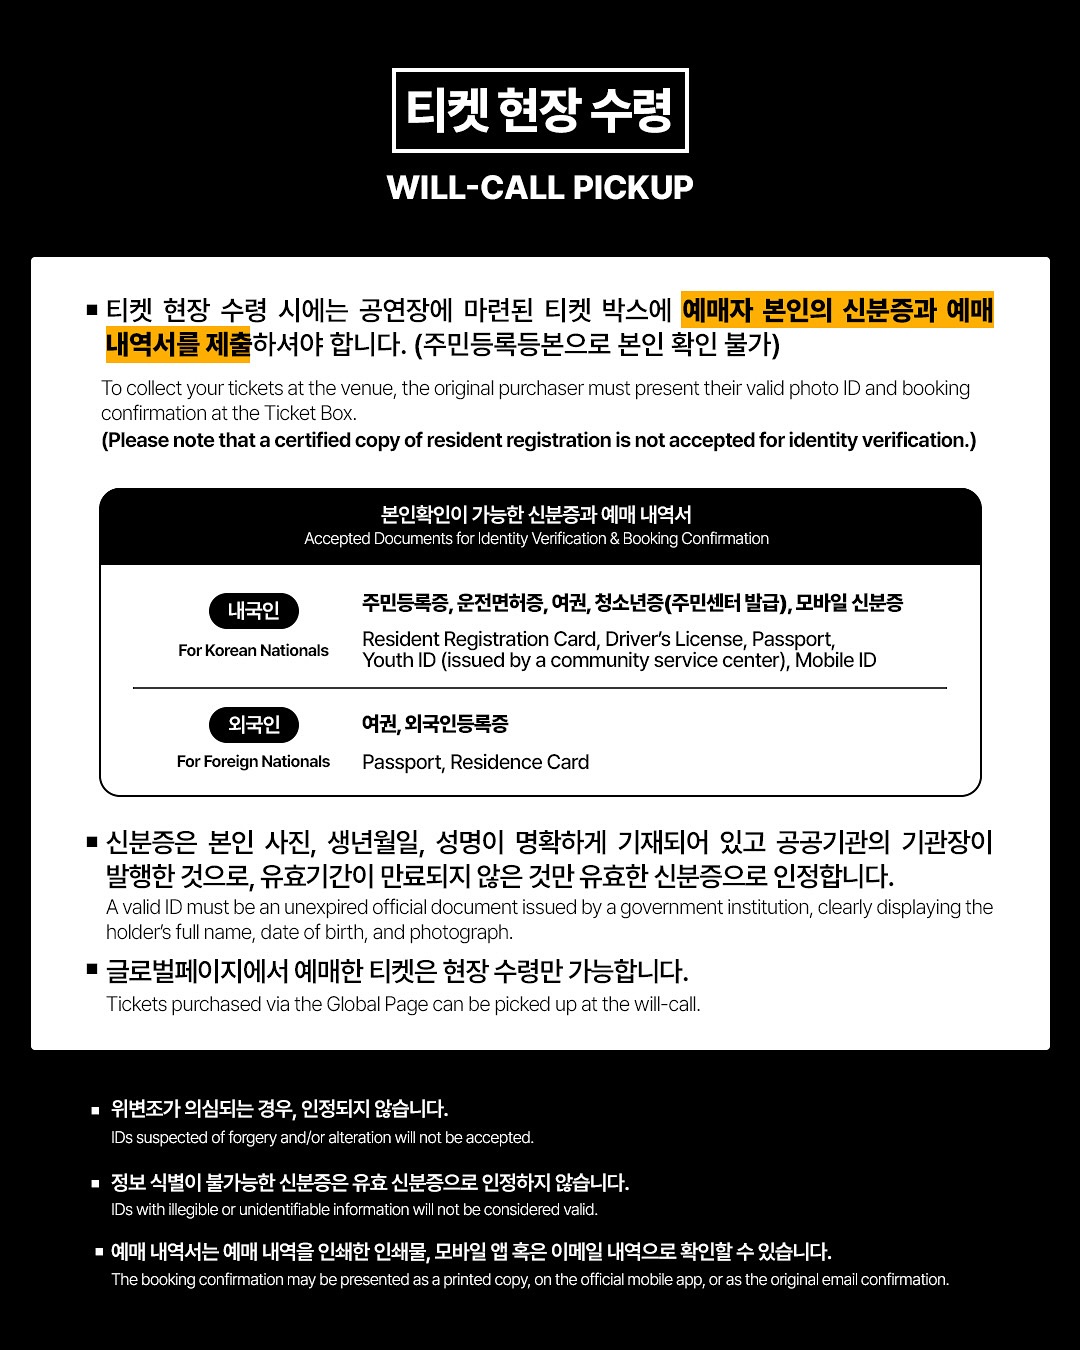 티켓 현장 수령
WILL-CALL PICKUP
■ 티켓 현장 수령 시에는 공연장에 마련된 티켓 박스에 예매자 본인의 신분증과 예매
내역서를 제출하셔야 합니다. (주민등록등본으로 본인 확인 불가)
To collect your tickets at the venue, the original purchaser must present their valid photo ID and booking
confirmation at the Ticket Box.
(Please note that a certified copy of resident registration is not accepted for identity verification.)
본인확인이 가능한 신분증과 예매 내역서
Accepted Documents for Identity Verification & Booking Confirmation
내국인
For Korean Nationals
주민등록증, 운전면허증, 여권, 청소년증(주민센터 발급), 모바일 신분증
Resident Registration Card, Driver’s License, Passport,
Youth ID (issued by a community service center), Mobile ID
외국인
For Foreign Nationals
여권, 외국인등록증
Passport, Residence Card
■ 신분증은 본인 사진, 생년월일, 성명이 명확하게 기재되어 있고 공공기관의 기관장이
발행한 것으로, 유효기간이 만료되지 않은 것만 유효한 신분증으로 인정합니다.
A valid ID must be an unexpired official document issued by a government institution, clearly displaying the
holder’s full name, date of birth, and photograph.
■ 글로벌페이지에서 예매한 티켓은 현장 수령만 가능합니다.
Tickets purchased via the Global Page can be picked up at the will-call.
■ 위변조가 의심되는 경우, 인정되지 않습니다.
IDs suspected of forgery and/or alteration will not be accepted.
■ 정보 식별이 불가능한 신분증은 유효 신분증으로 인정하지 않습니다.
IDs with illegible or unidentifiable information will not be considered valid.
■ 예매 내역서는 예매 내역을 인쇄한 인쇄물, 모바일 앱 혹은 이메일 내역으로 확인할 수 있습니다.
The booking confirmation may be presented as a printed copy, on the official mobile app, or as the original email confirmation.